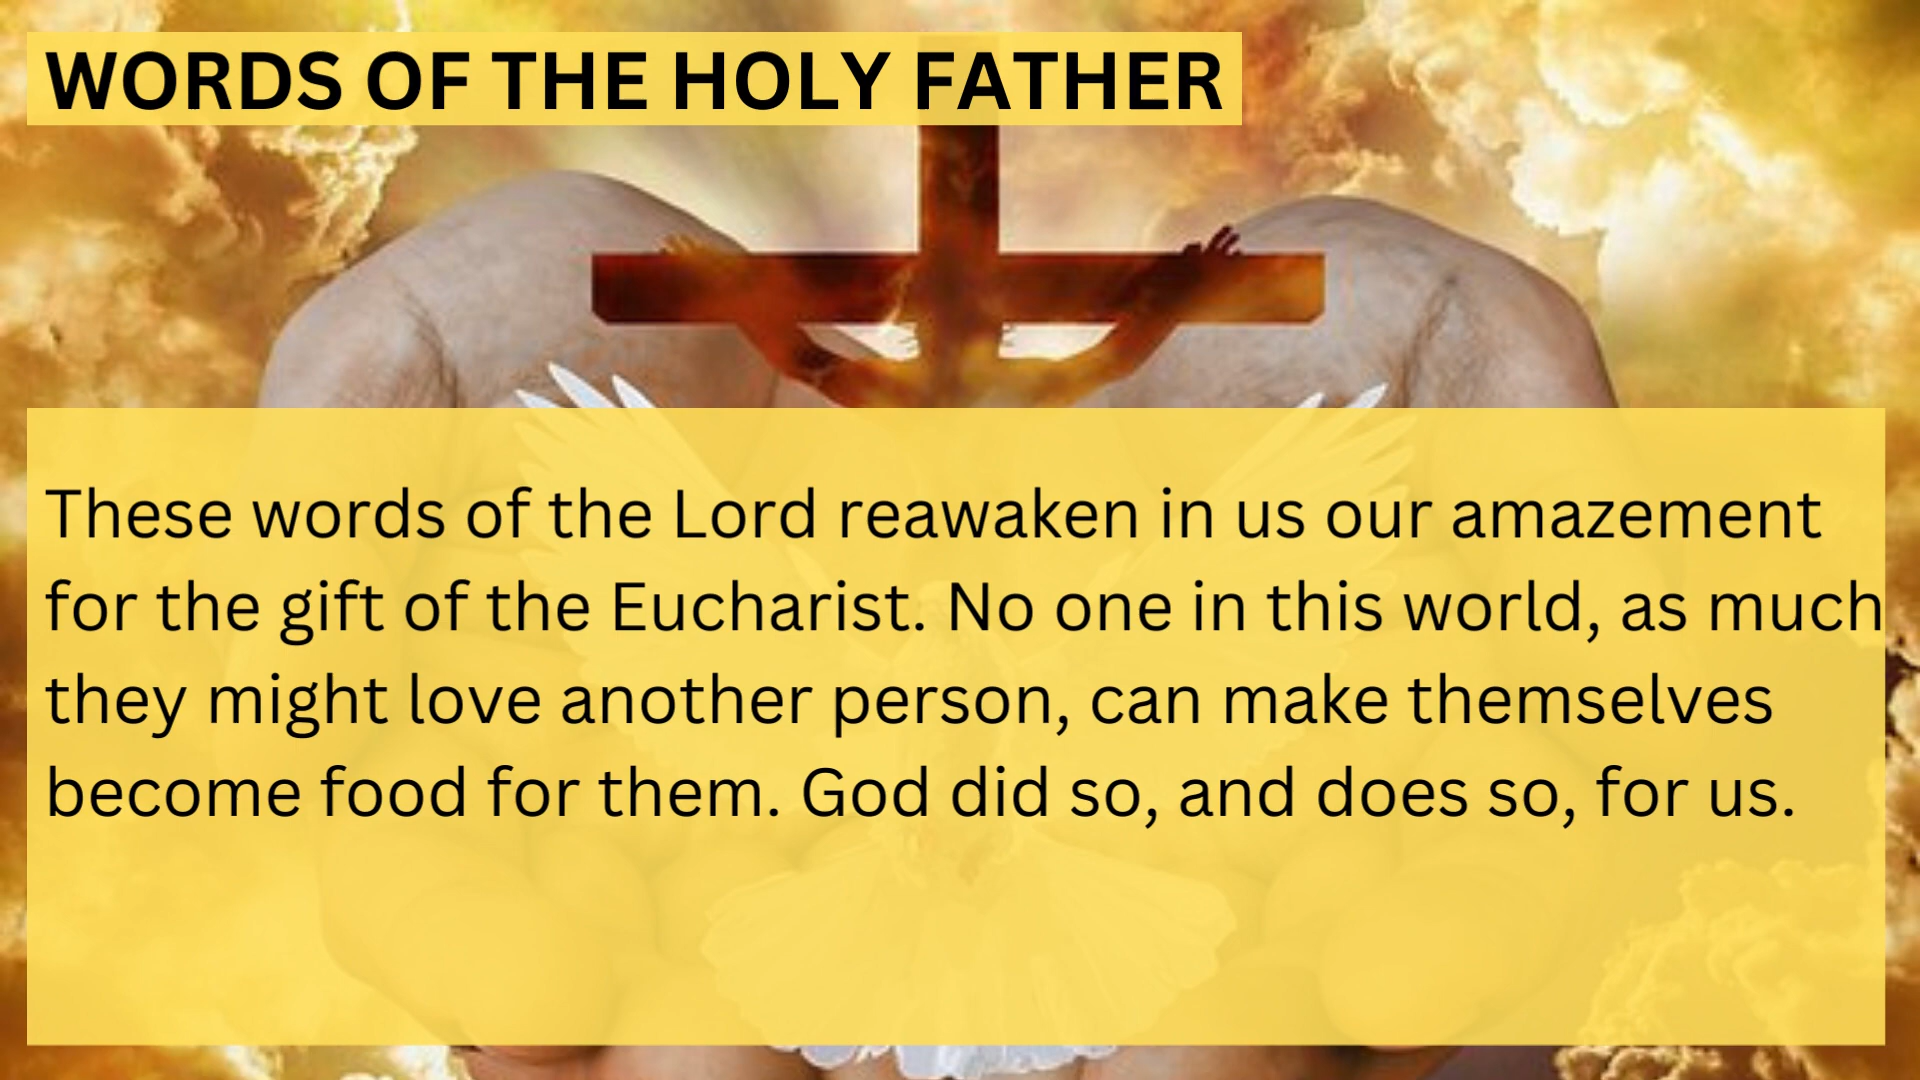 WORDS OF THE HOLY FATHER
These words of the Lord reawaken in us our amazement
for the gift of the Eucharist. No one in this world, as much
they might love another person, can make themselves
become food for them. God did so, and does so, for us.